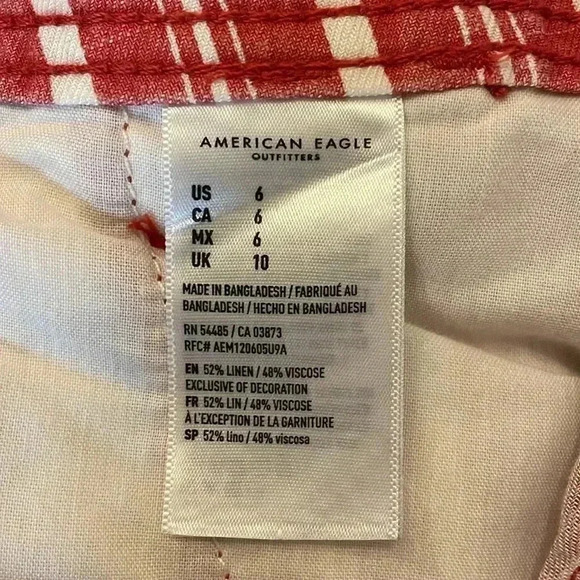 AMERICAN EAGLE
OUTFITTERS
US 6
CA 6
MX 6
UK 10
MADE IN BANGLADESH / FABRIQUÉ AU
BANGLADESH / HECHO EN BANGLADESH
RN 54485 / CA 03873
RFC# AEM120605U9A
EN 52% LINEN / 48% VISCOSE
EXCLUSIVE OF DECORATION
FR 52% LIN / 48% VISCOSE
À L'EXCEPTION DE LA GARNITURE
SP 52% lino / 48% viscosa